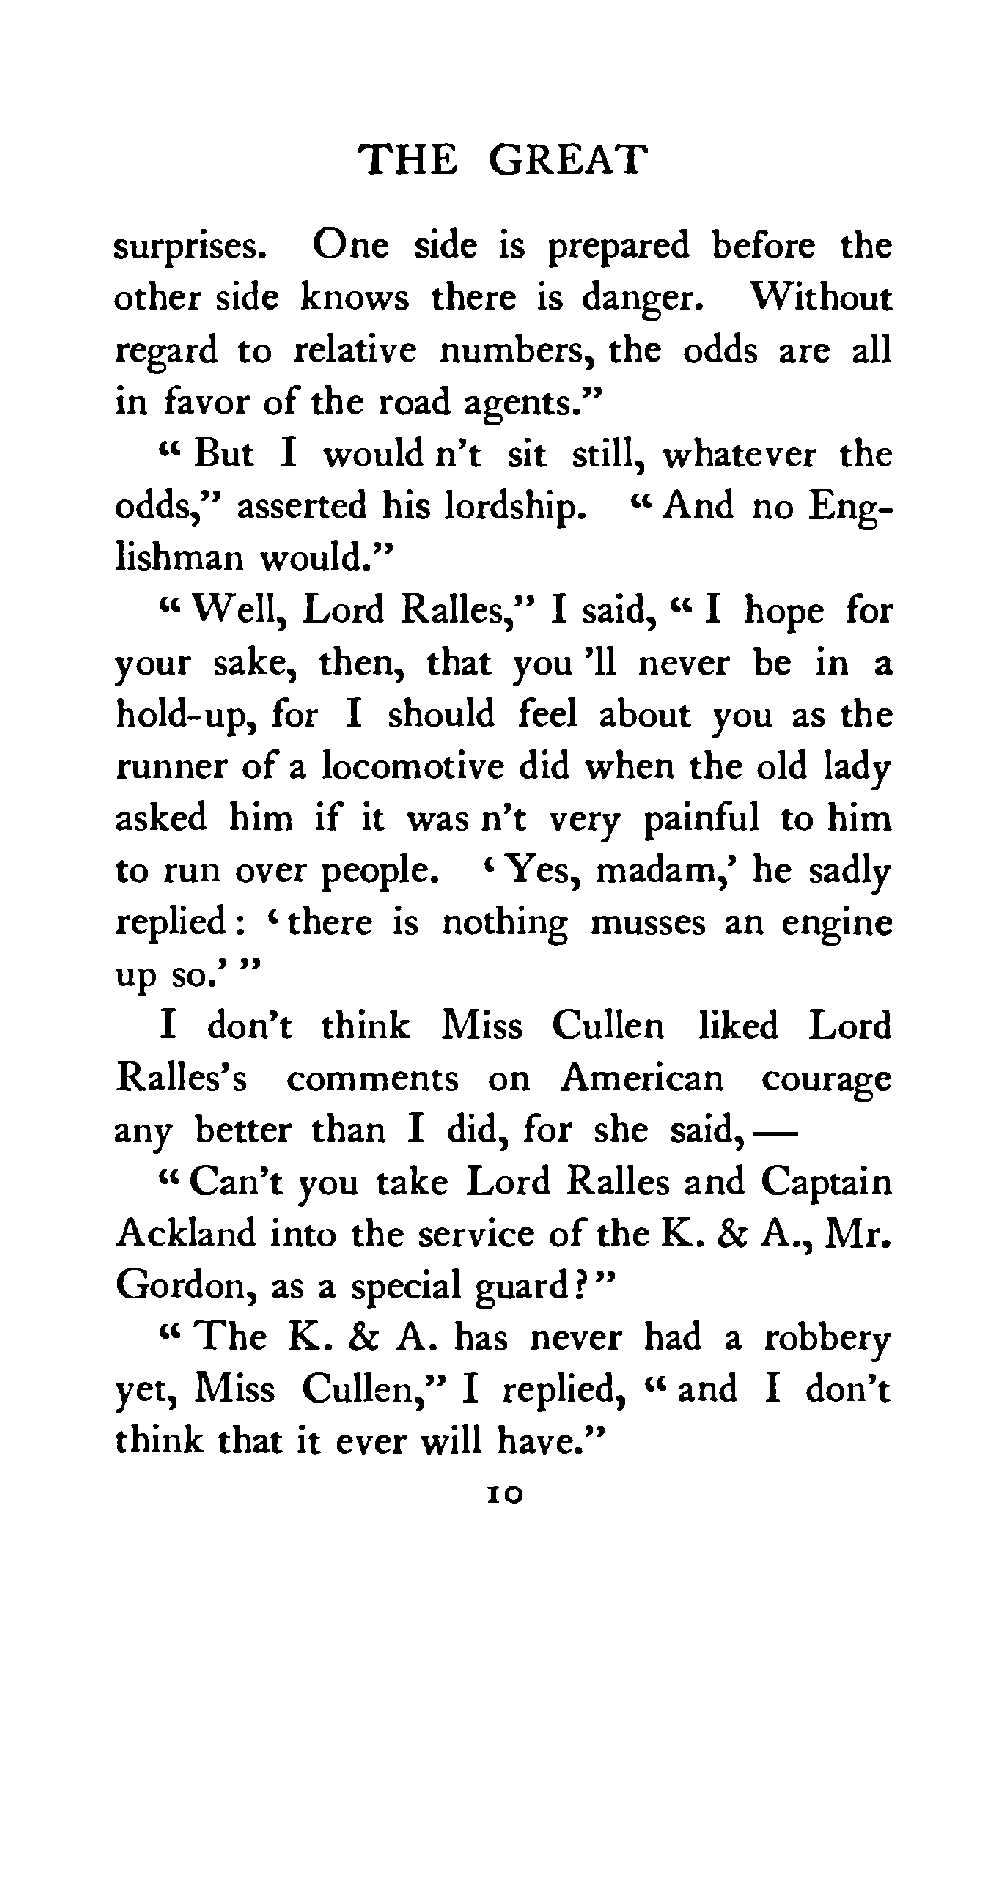 THE GREAT
surprises. One side is prepared before the
other side knows there is danger. Without
regard to relative numbers, the odds are all
in favor of the road agents.”
“ But I would n’t sit still, whatever the
odds,” asserted his lordship. “ And no Eng-
lishman would.”
“ Well, Lord Ralles,” I said, “ I hope for
your sake, then, that you ’ll never be in a
hold-up, for I should feel about you as the
runner of a locomotive did when the old lady
asked him if it was n’t very painful to him
to run over people. ‘ Yes, madam,’ he sadly
replied : ‘ there is nothing musses an engine
up so.’ ”
I don’t think Miss Cullen liked Lord
Ralles’s comments on American courage
any better than I did, for she said, —
“ Can’t you take Lord Ralles and Captain
Ackland into the service of the K. & A., Mr.
Gordon, as a special guard ? ”
“ The K. & A. has never had a robbery
yet, Miss Cullen,” I replied, “ and I don’t
think that it ever will have.”
10